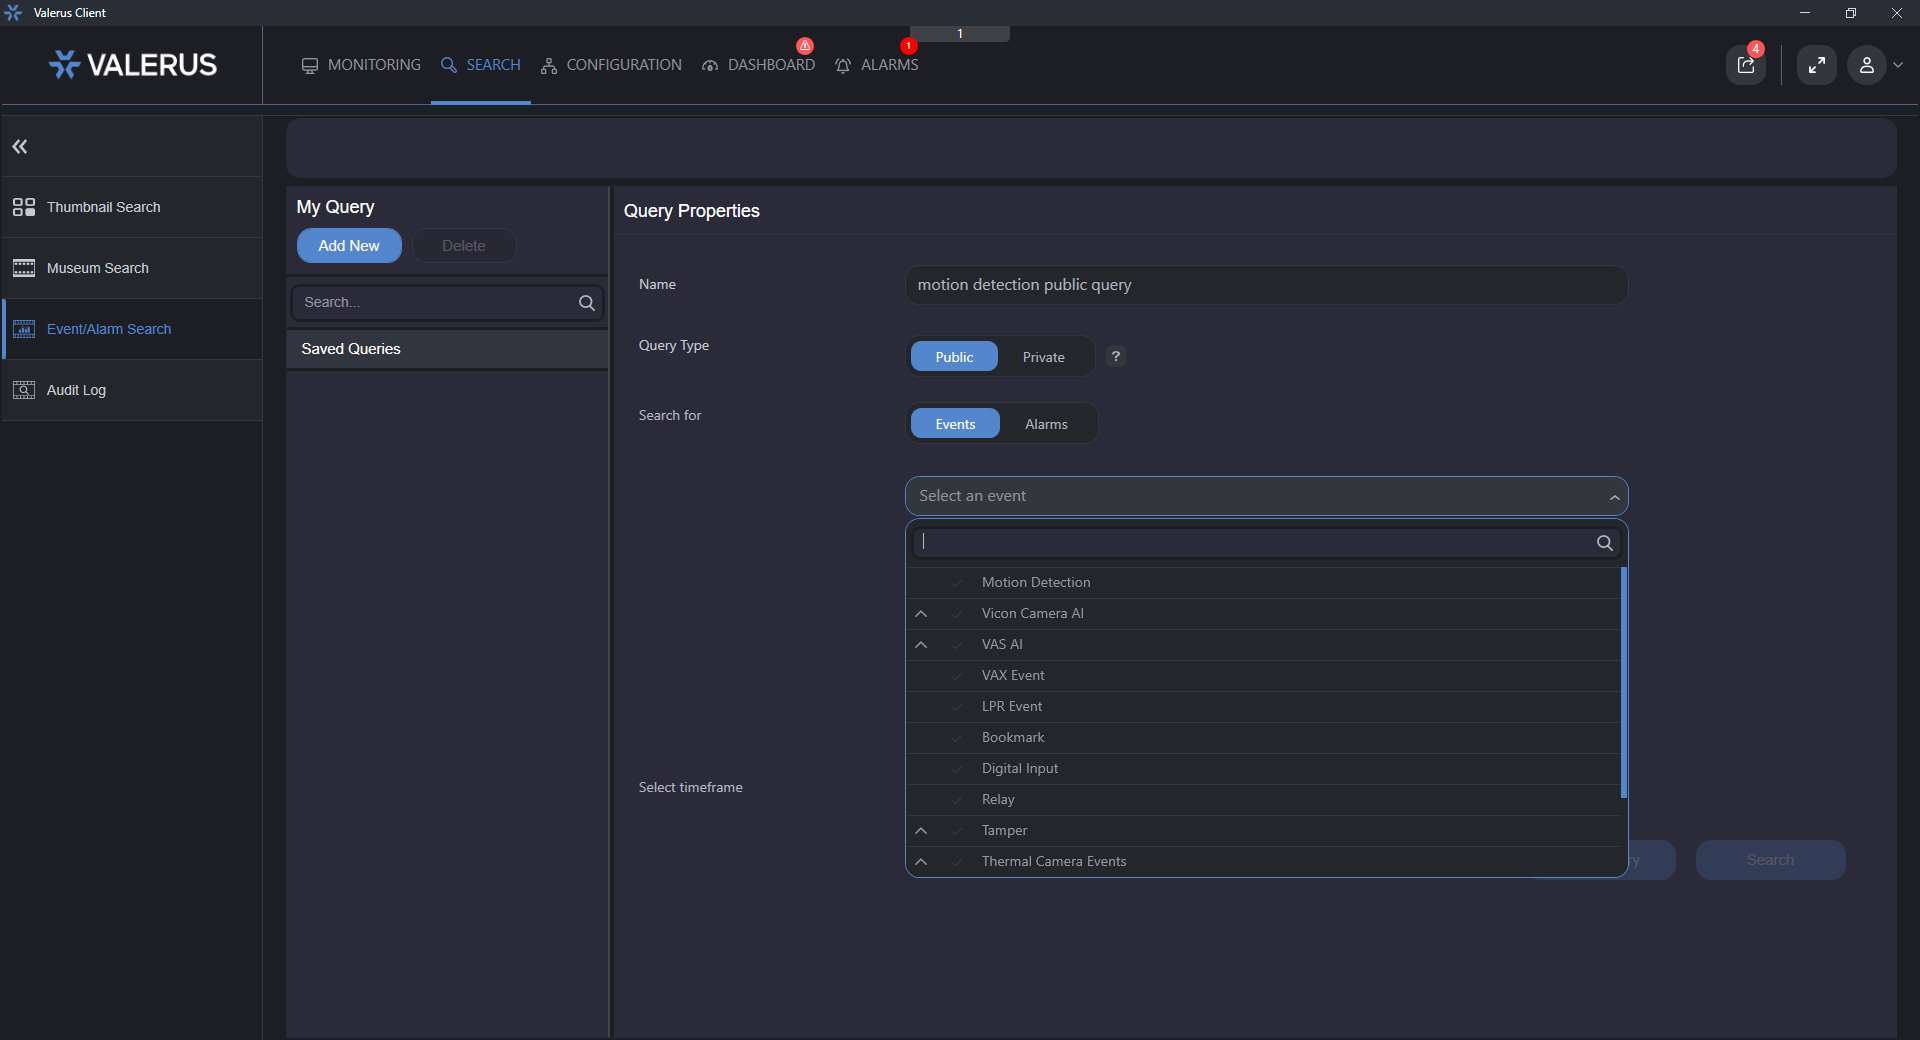 Valerus Client
VALERUS
MONITORING
SEARCH
CONFIGURATION
DASHBOARD
1
ALARMS
1
4
Thumbnail Search
Museum Search
Event/Alarm Search
Audit Log
My Query
Add New
Delete
Search...
Saved Queries
Query Properties
Name
motion detection public query
Query Type
Public
Private
?
Search for
Events
Alarms
Select an event
Motion Detection
Vicon Camera AI
VAS AI
VAX Event
LPR Event
Bookmark
Digital Input
Relay
Tamper
Thermal Camera Events
Select timeframe
Search